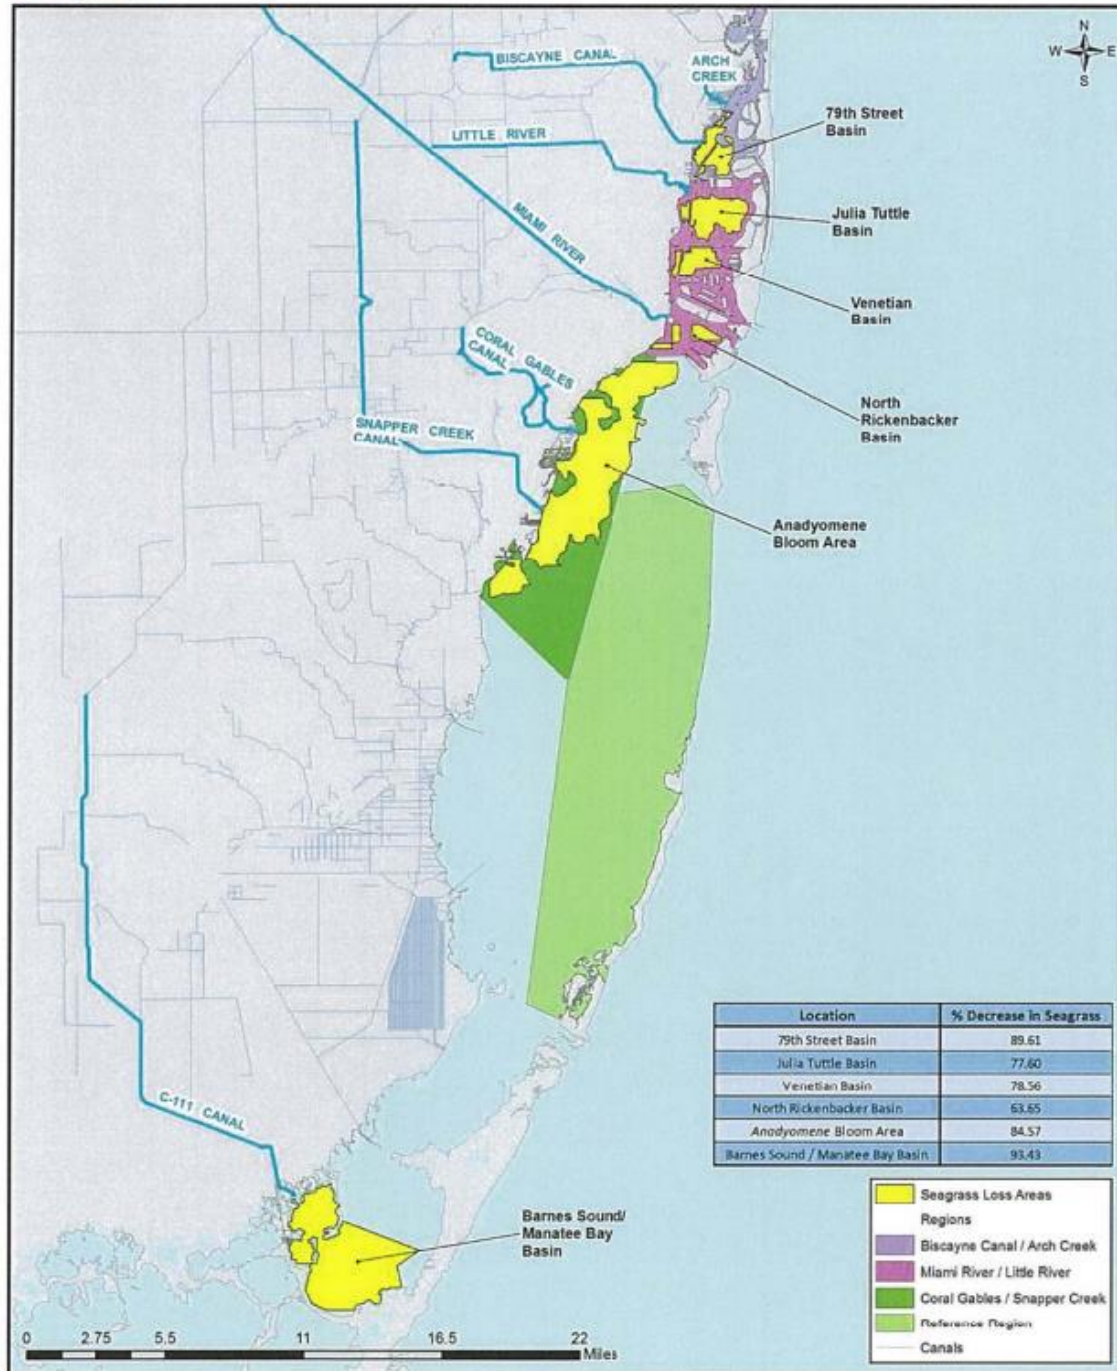 N
W E
S
BISCAYNE CANAL
ARCH
CREEK
79th Street
Basin
LITTLE RIVER
MIAMI RIVER
Julia Tuttle
Basin
Venetian
Basin
CORAL GABLES
CANAL
North
Rickenbacker
Basin
SNAPPER CREEK
CANAL
Anadyomene
Bloom Area
Location % Decrease in Seagrass
79th Street Basin 89.61
Julia Tuttle Basin 77.60
Venetian Basin 78.56
North Rickenbacker Basin 63.65
Anadyomene Bloom Area 84.57
Barnes Sound / Manatee Bay Basin 93.43
C-111 CANAL
Barnes Sound/
Manatee Bay
Basin
Seagrass Loss Areas
Regions
Biscayne Canal / Arch Creek
Miami River / Little River
Coral Gables / Snapper Creek
Reference Region
Canals
0 2.75 5.5 11 16.5 22
Miles